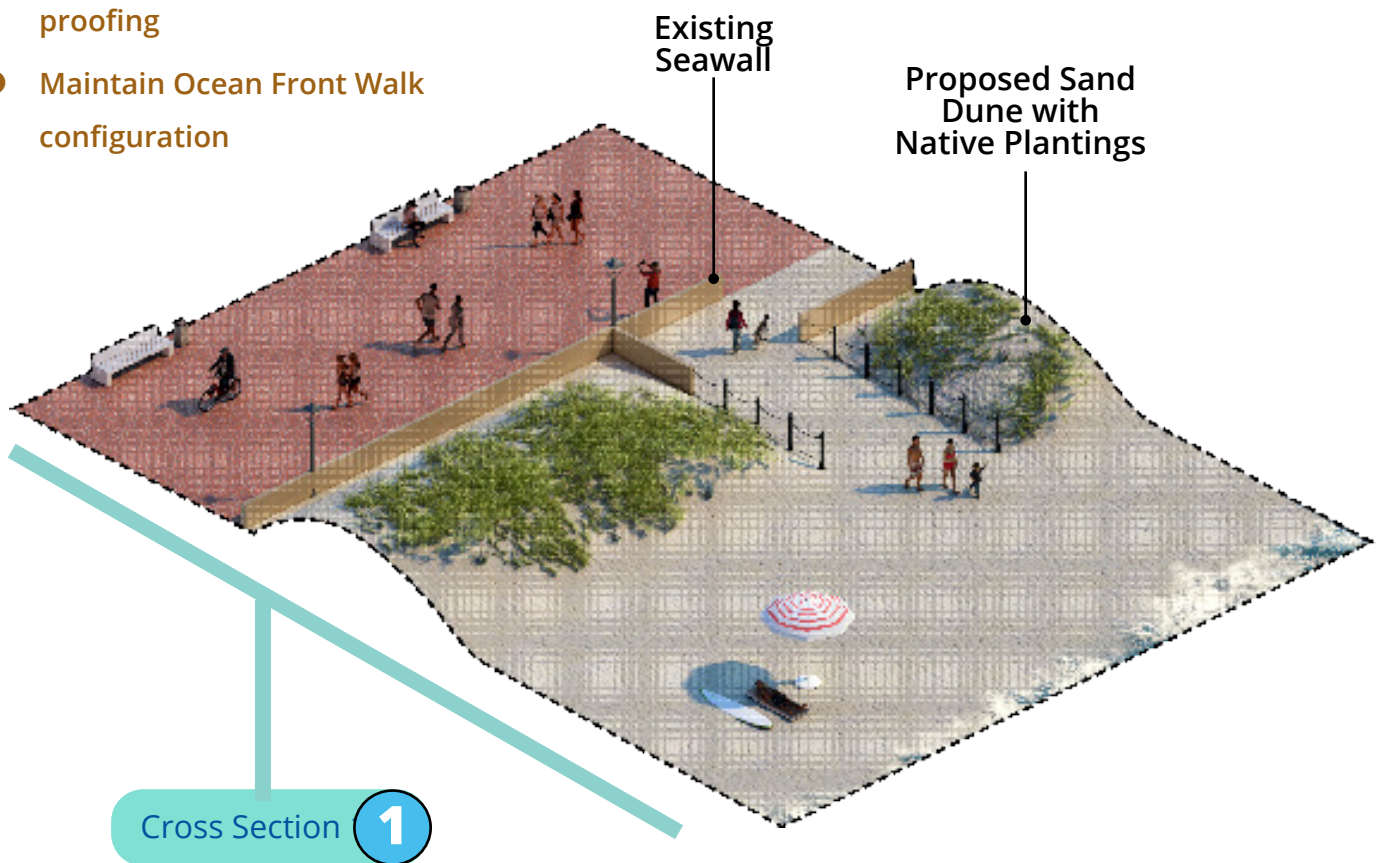 proofing
Maintain Ocean Front Walk
configuration
Existing
Seawall
Proposed Sand
Dune with
Native Plantings
Cross Section 1